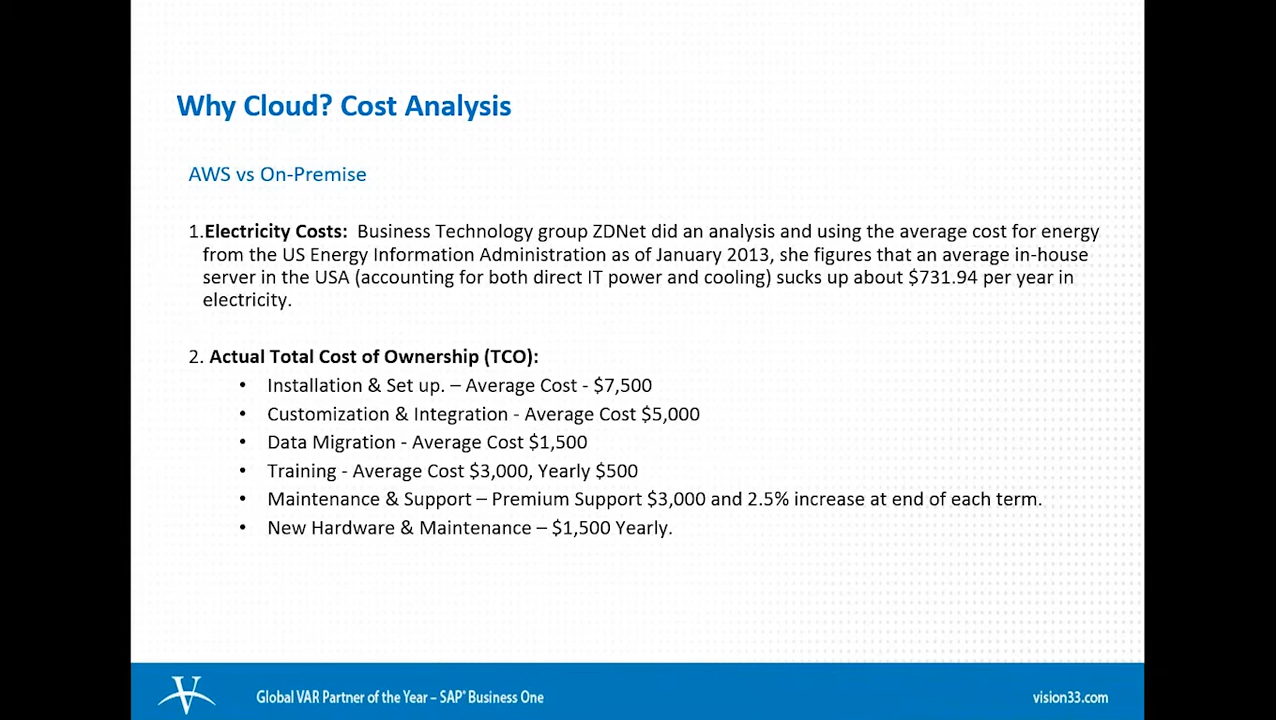 Why Cloud? Cost Analysis
AWS vs On-Premise
1.Electricity Costs: Business Technology group ZDNet did an analysis and using the average cost for energy
from the US Energy Information Administration as of January 2013, she figures that an average in-house
server in the USA (accounting for both direct IT power and cooling) sucks up about $731.94 per year in
electricity.
2. Actual Total Cost of Ownership (TCO):
• Installation & Set up. – Average Cost - $7,500
• Customization & Integration - Average Cost $5,000
• Data Migration - Average Cost $1,500
• Training - Average Cost $3,000, Yearly $500
• Maintenance & Support – Premium Support $3,000 and 2.5% increase at end of each term.
• New Hardware & Maintenance – $1,500 Yearly.
V
Global VAR Partner of the Year – SAP® Business One
vision33.com